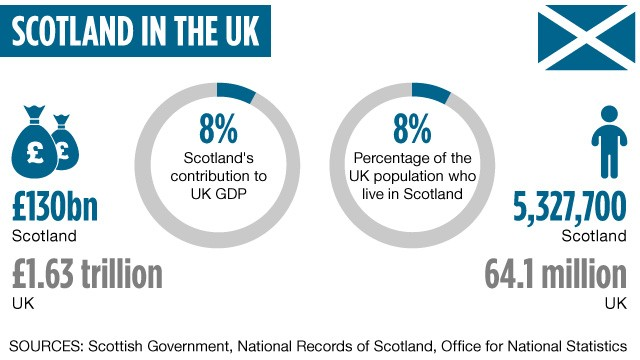 SCOTLAND IN THE UK
£
£
£130bn
Scotland
£1.63 trillion
UK
8%
Scotland's
contribution to
UK GDP
8%
Percentage of the
UK population who
live in Scotland
5,327,700
Scotland
64.1 million
UK
SOURCES: Scottish Government, National Records of Scotland, Office for National Statistics